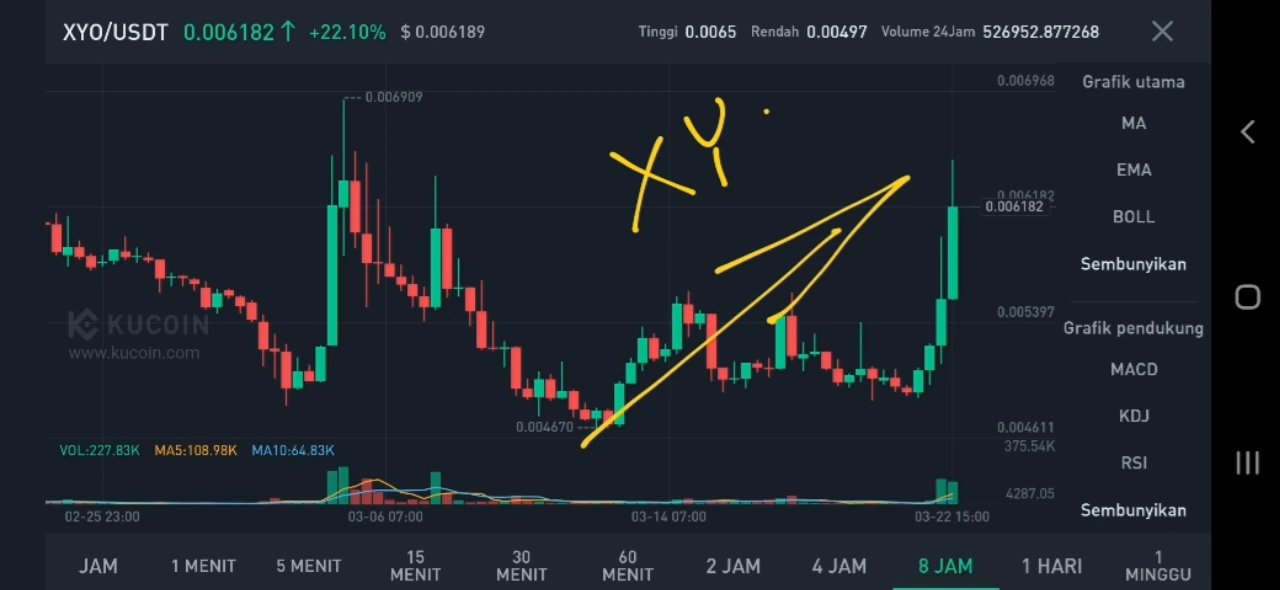 XYO/USDT 0.006182 ↑ +22.10% $ 0.006189 Tinggi 0.0065 Rendah 0.00497 Volume 24Jam 526952.877268
0.006968
0.006909
XY.
0.006182
0.006182
0.005397
KUCOIN
www.kucoin.com
0.004670
0.004611
VOL:227.83K MA5:108.98K MA10:64.83K
375.54K
4287.05
02-25 23:00 03-06 07:00 03-14 07:00 03-22 15:00
Grafik utama
MA
EMA
BOLL
Sembunyikan
Grafik pendukung
MACD
KDJ
RSI
Sembunyikan
JAM 1 MENIT 5 MENIT 15 MENIT 30 MENIT 60 MENIT 2 JAM 4 JAM 8 JAM 1 HARI 1 MINGGU